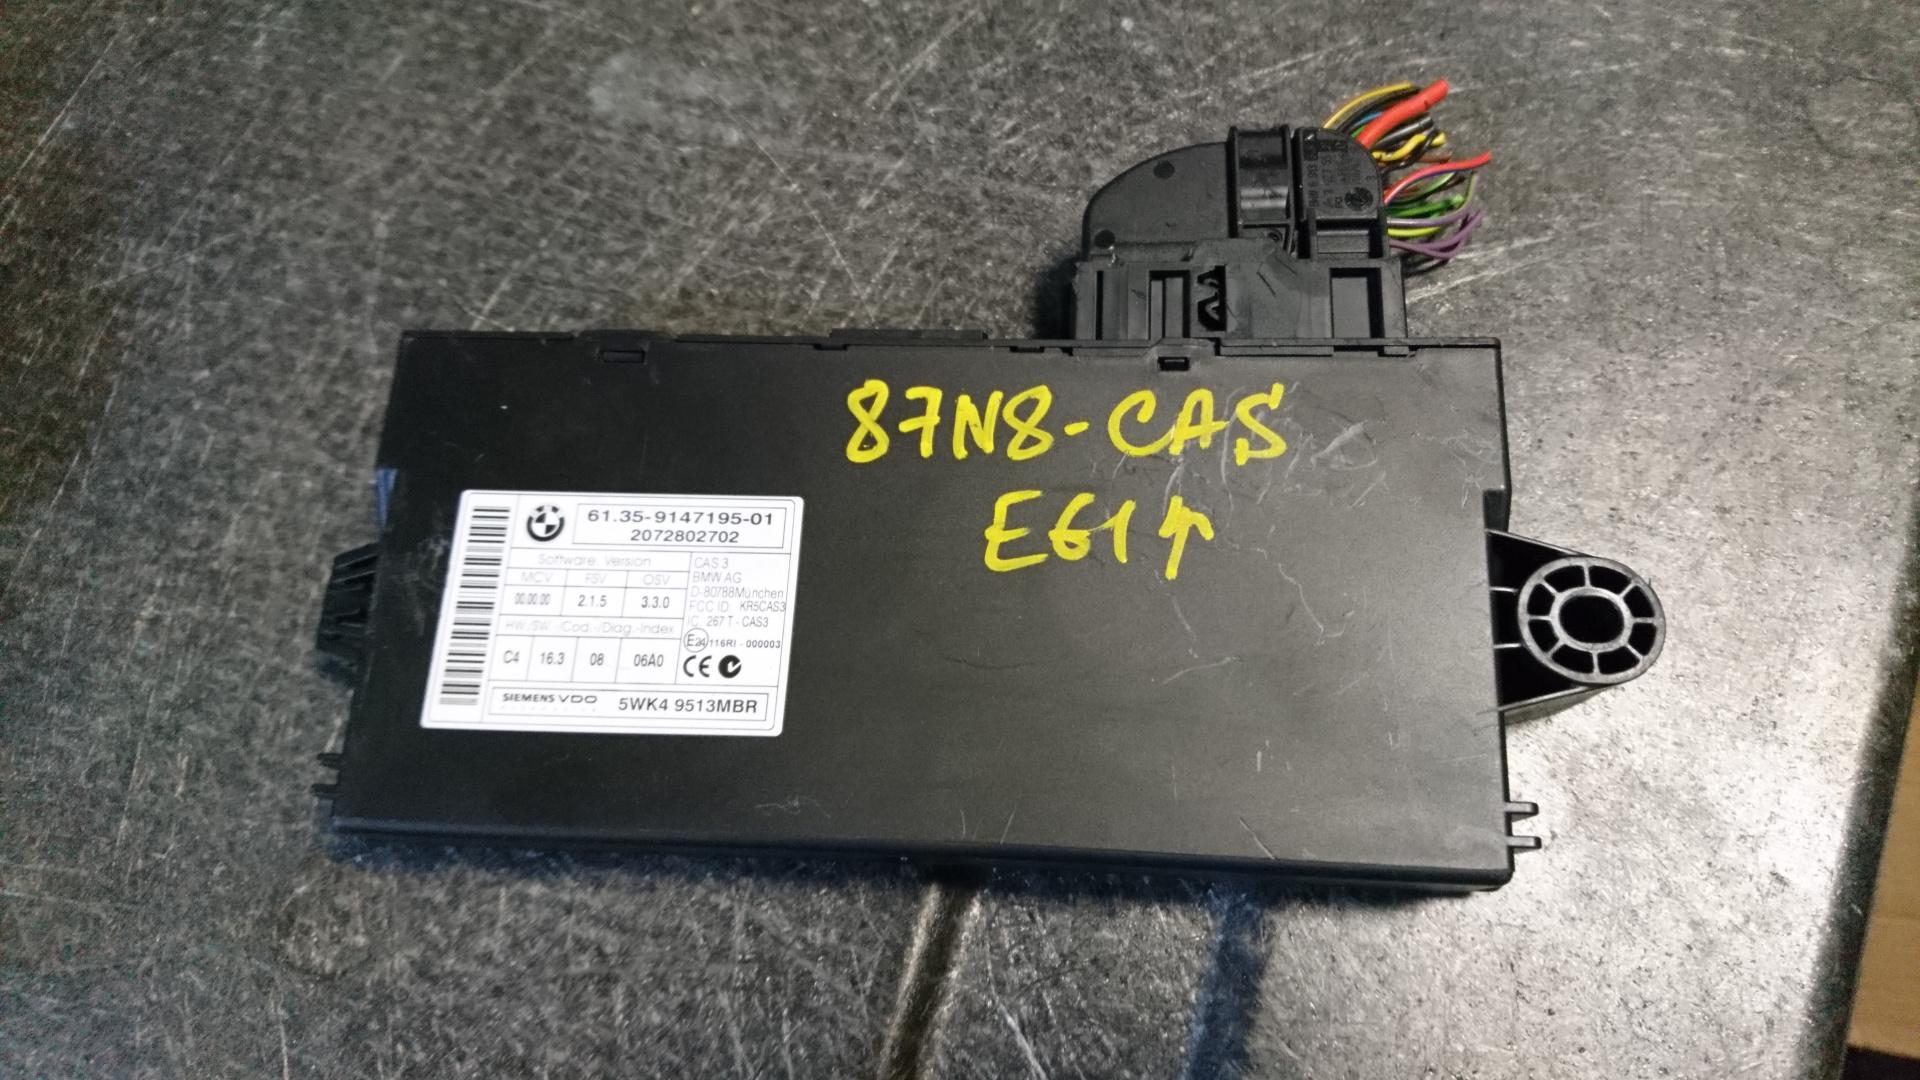 87N8-CAS
E61
61.35-9147195-01
2072802702
Software. Version
MCV FSV OSV
00.00.00 2.1.5 3.3.0
HW./SW.-/Cod.-/Diag.-Index
C4 16.3 08 06A0
CAS 3
BMW AG
D-80788München
FCC ID: KR5CAS3
IC: 267 T - CAS3
E24 116RI - 000003
CE
SIEMENS VDO
5WK4 9513MBR